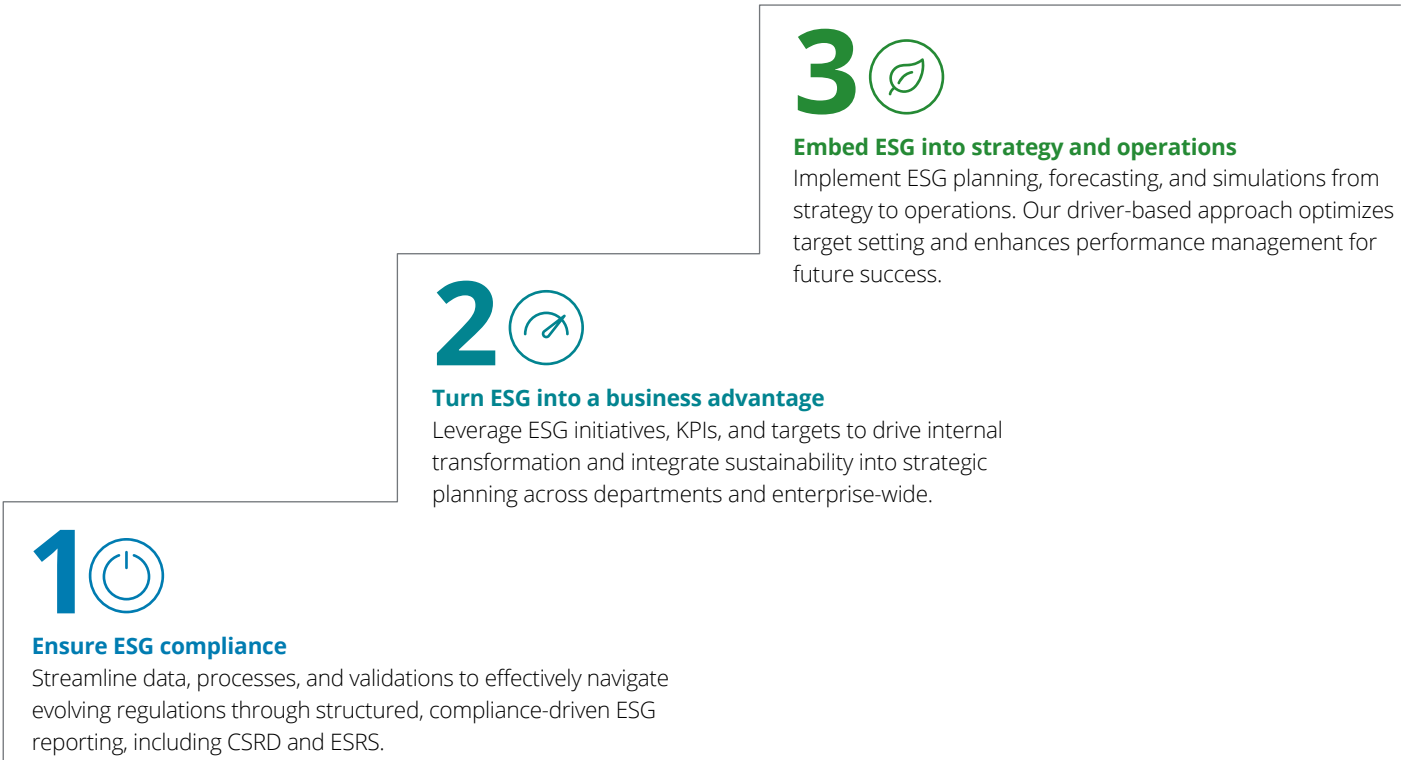 3
Embed ESG into strategy and operations
Implement ESG planning, forecasting, and simulations from
strategy to operations. Our driver-based approach optimizes
target setting and enhances performance management for
future success.
2
Turn ESG into a business advantage
Leverage ESG initiatives, KPIs, and targets to drive internal
transformation and integrate sustainability into strategic
planning across departments and enterprise-wide.
1
Ensure ESG compliance
Streamline data, processes, and validations to effectively navigate
evolving regulations through structured, compliance-driven ESG
reporting, including CSRD and ESRS.